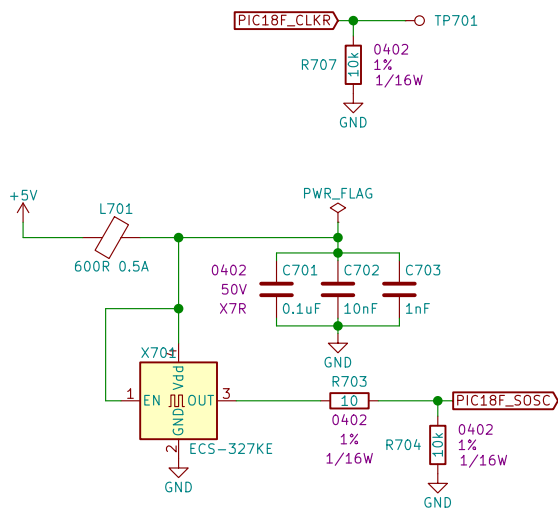 PIC18F_CLKR
TP701
R707
10k
0402
1%
1/16W
GND
+5V
L701
600R 0.5A
PWR_FLAG
0402
50V
X7R
C701
0.1uF
C702
10nF
C703
1nF
GND
X701
4
Vdd
1
EN
OUT
3
GND
2
ECS-327KE
GND
R703
10
0402
1%
1/16W
PIC18F_SOSC
R704
10k
0402
1%
1/16W
GND